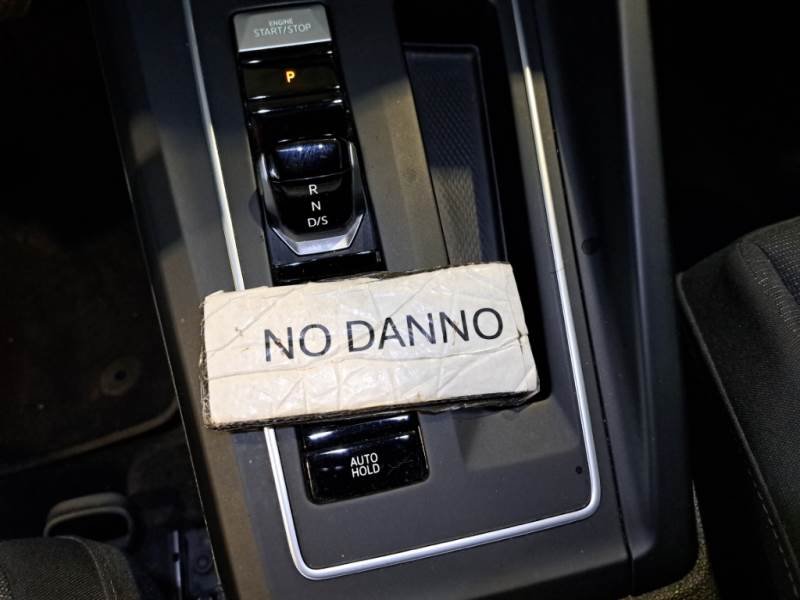 ENGINE
START/STOP
P
R
N
D/S
NO DANNO
AUTO
HOLD